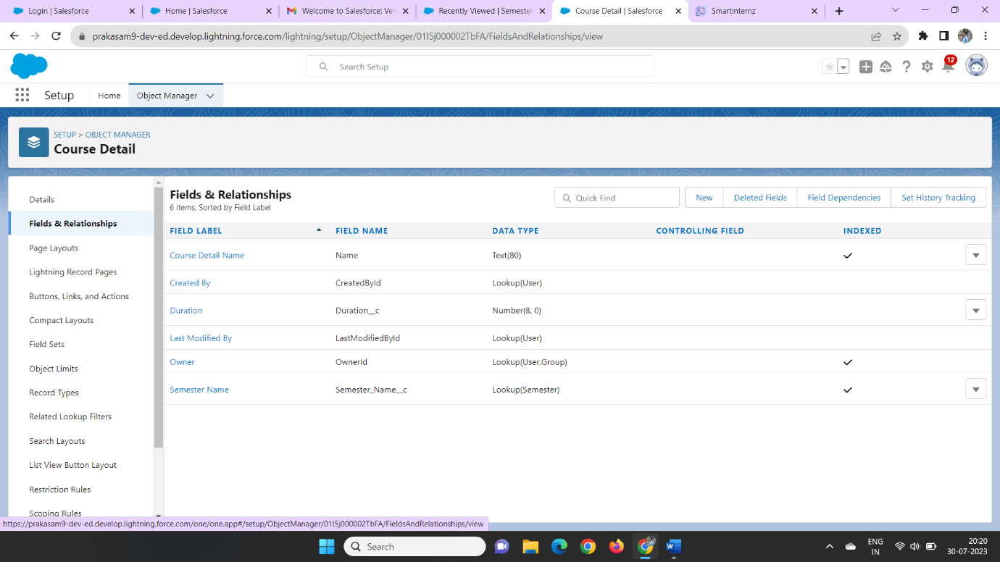 Login | Salesforce
Home | Salesforce
Welcome to Salesforce: Ver
Recently Viewed | Semester
Course Detail | Salesforce
Smartinternz
prakasam9-dev-ed.develop.lightning.force.com/lightning/setup/ObjectManager/01I5j000002TbFA/FieldsAndRelationships/view
Search Setup
12
Setup Home Object Manager
SETUP > OBJECT MANAGER
Course Detail
Details
Fields & Relationships
Page Layouts
Lightning Record Pages
Buttons, Links, and Actions
Compact Layouts
Field Sets
Object Limits
Record Types
Related Lookup Filters
Search Layouts
List View Button Layout
Restriction Rules
Scoping Rules
Fields & Relationships
6 Items, Sorted by Field Label
Quick Find
New
Deleted Fields
Field Dependencies
Set History Tracking
FIELD LABEL FIELD NAME DATA TYPE CONTROLLING FIELD INDEXED
Course Detail Name Name Text(80)
Created By CreatedById Lookup(User)
Duration Duration__c Number(8, 0)
Last Modified By LastModifiedById Lookup(User)
Owner OwnerId Lookup(User,Group)
Semester Name Semester_Name__c Lookup(Semester)
https://prakasam9-dev-ed.develop.lightning.force.com/one/one.app#/setup/ObjectManager/01I5j000002TbFA/FieldsAndRelationships/view
Search
ENG
IN
20:20
30-07-2023